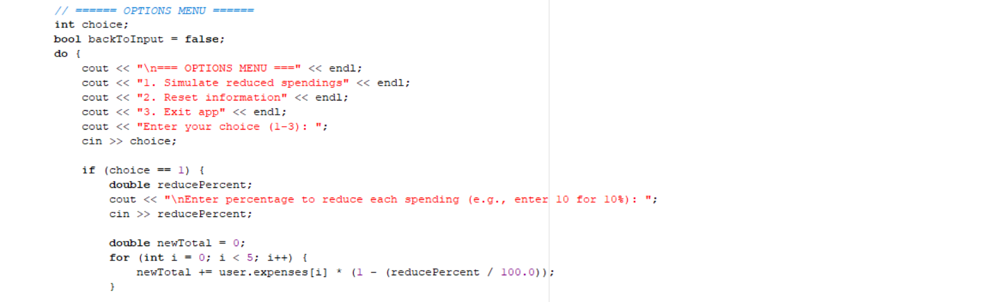 // ====== OPTIONS MENU ======
int choice;
bool backToInput = false;
do {
cout << "\n=== OPTIONS MENU ===" << endl;
cout << "1. Simulate reduced spendings" << endl;
cout << "2. Reset information" << endl;
cout << "3. Exit app" << endl;
cout << "Enter your choice (1-3): ";
cin >> choice;
if (choice == 1) {
double reducePercent;
cout << "\nEnter percentage to reduce each spending (e.g., enter 10 for 10%): ";
cin >> reducePercent;
double newTotal = 0;
for (int i = 0; i < 5; i++) {
newTotal += user.expenses[i] * (1 - (reducePercent / 100.0));
}